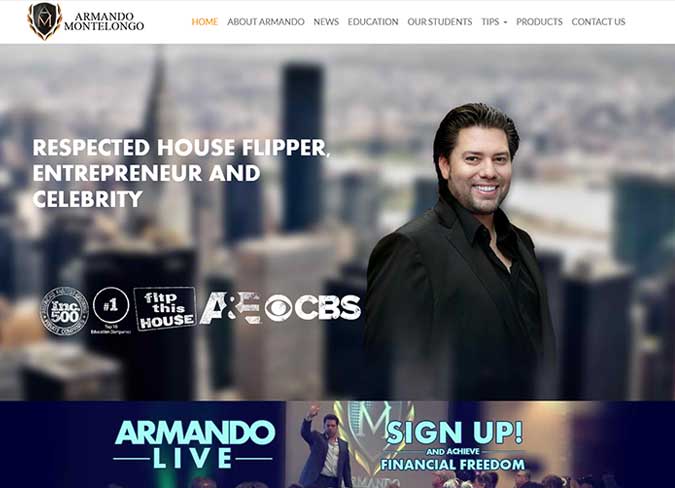 ARMANDO
MONTELONGO
HOME ABOUT ARMANDO NEWS EDUCATION OUR STUDENTS TIPS PRODUCTS CONTACT US
RESPECTED HOUSE FLIPPER,
ENTREPRENEUR AND
CELEBRITY
Inc.
500
#1
Top 10
Education Companies
flip
this
HOUSE
A&E
CBS
ARMANDO
LIVE
SIGN UP!
AND ACHIEVE
FINANCIAL FREEDOM